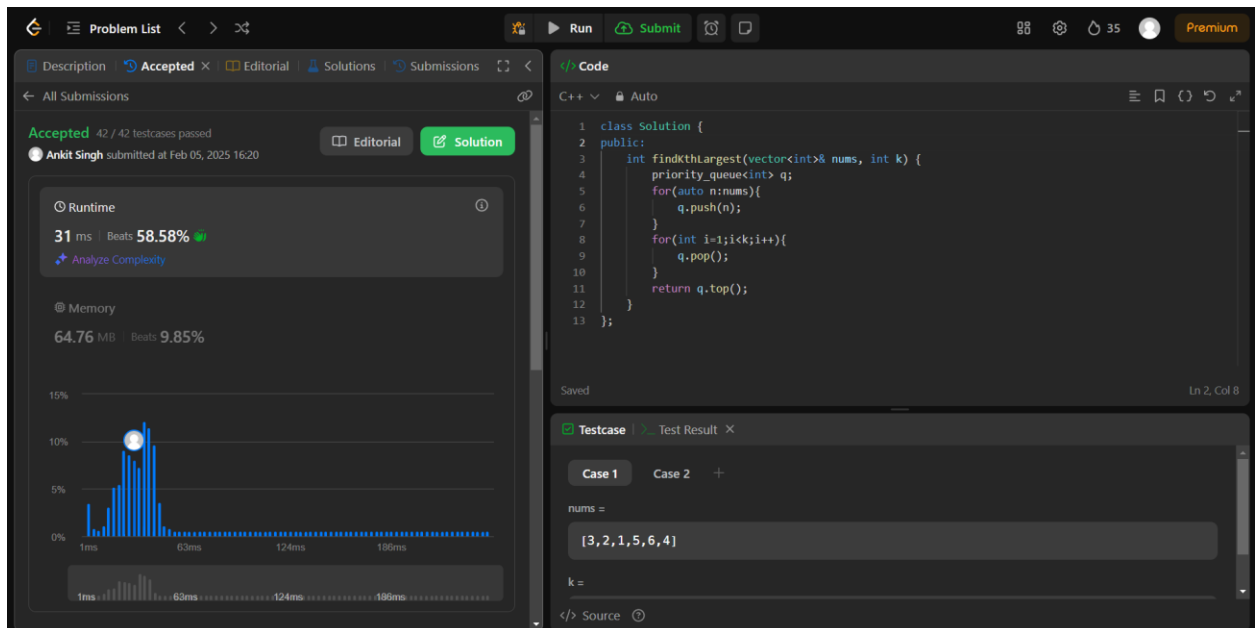 Problem List
Run
Submit
35
Premium
Description
Accepted
Editorial
Solutions
Submissions
All Submissions
Accepted 42 / 42 testcases passed
Ankit Singh submitted at Feb 05, 2025 16:20
Editorial
Solution
Runtime
31 ms | Beats 58.58%
Analyze Complexity
Memory
64.76 MB | Beats 9.85%
15%
10%
5%
0%
1ms 63ms 124ms 186ms
1ms 63ms 124ms 186ms
</> Code
C++ Auto
1 class Solution {
2 public:
3 int findKthLargest(vector<int>& nums, int k) {
4 priority_queue<int> q;
5 for(auto n:nums){
6 q.push(n);
7 }
8 for(int i=1;i<k;i++){
9 q.pop();
10 }
11 return q.top();
12 }
13 };
Saved
Ln 2, Col 8
Testcase
>_ Test Result
Case 1
Case 2
+
nums =
[3,2,1,5,6,4]
k =
</> Source